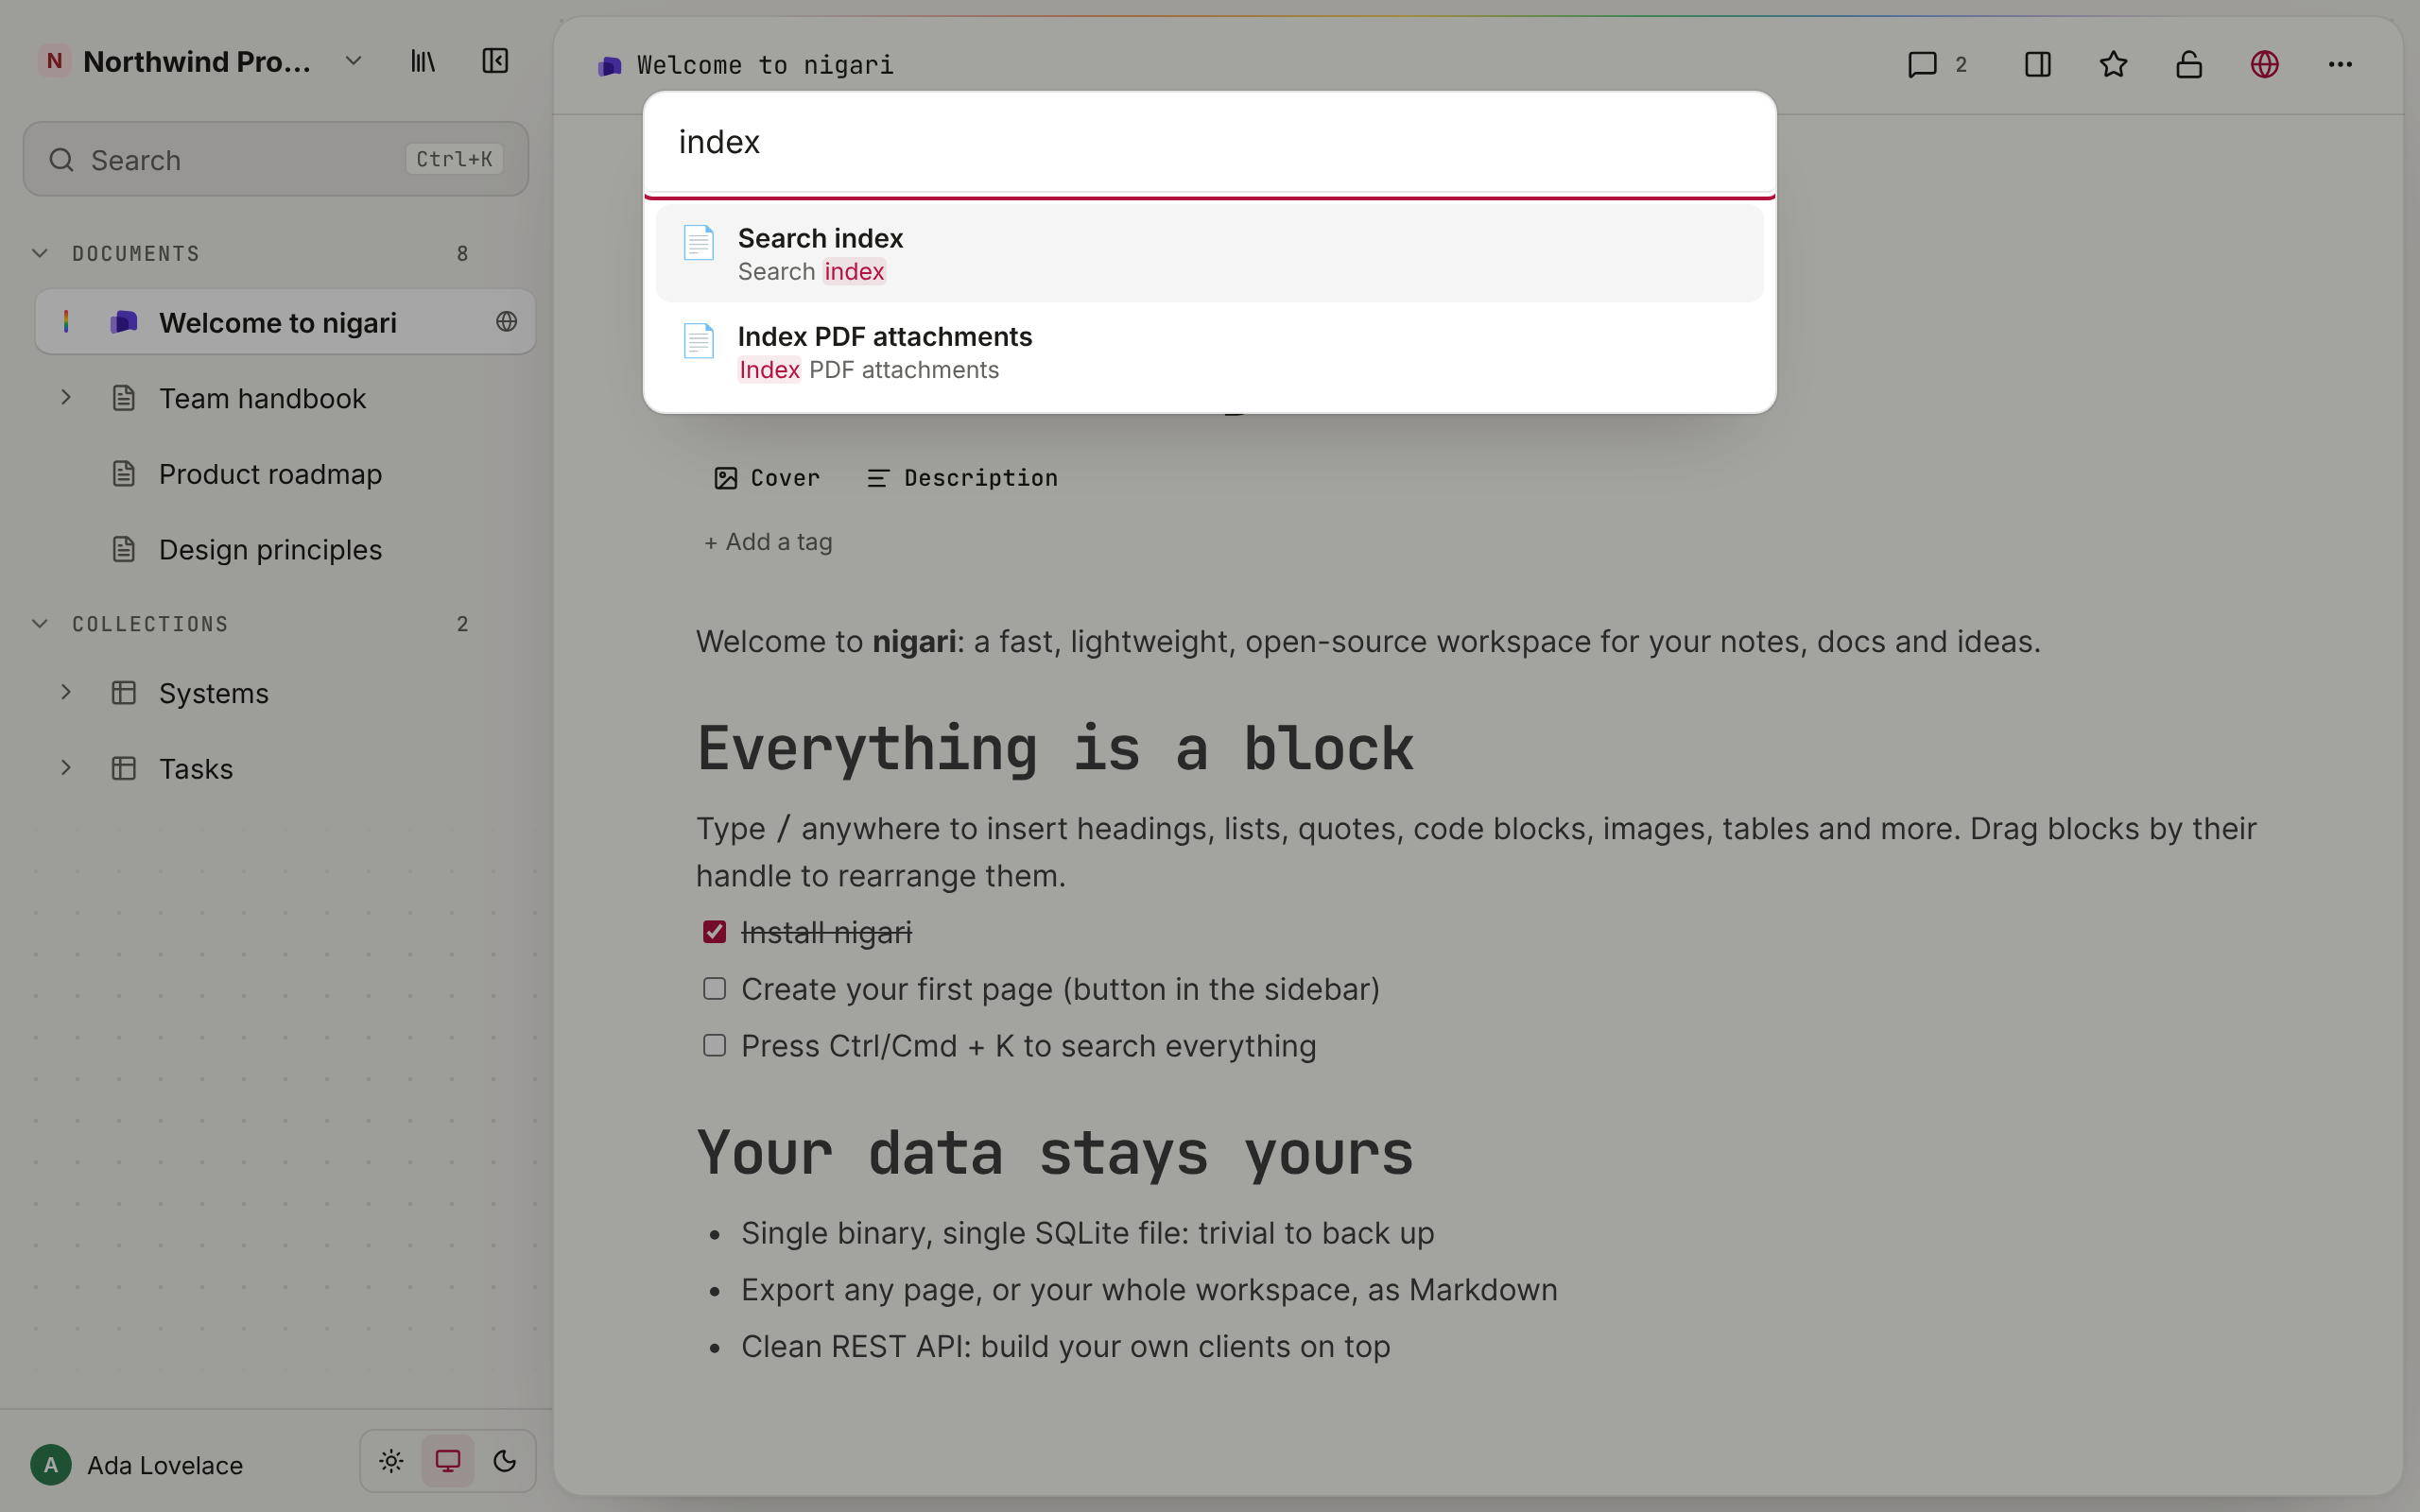 N Northwind Pro...
Search Ctrl+K
DOCUMENTS 8
Welcome to nigari
Team handbook
Product roadmap
Design principles
COLLECTIONS 2
Systems
Tasks
A Ada Lovelace
Welcome to nigari 2
index
Search index
Search index
Index PDF attachments
Index PDF attachments
Cover Description
+ Add a tag
Welcome to nigari: a fast, lightweight, open-source workspace for your notes, docs and ideas.
Everything is a block
Type / anywhere to insert headings, lists, quotes, code blocks, images, tables and more. Drag blocks by their
handle to rearrange them.
Install nigari
Create your first page (button in the sidebar)
Press Ctrl/Cmd + K to search everything
Your data stays yours
• Single binary, single SQLite file: trivial to back up
• Export any page, or your whole workspace, as Markdown
• Clean REST API: build your own clients on top